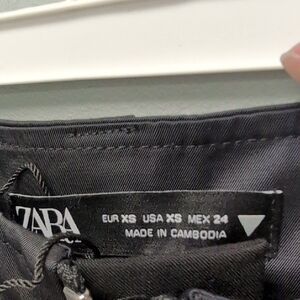 ZARA
EUR XS USA XS MEX 24
MADE IN CAMBODIA